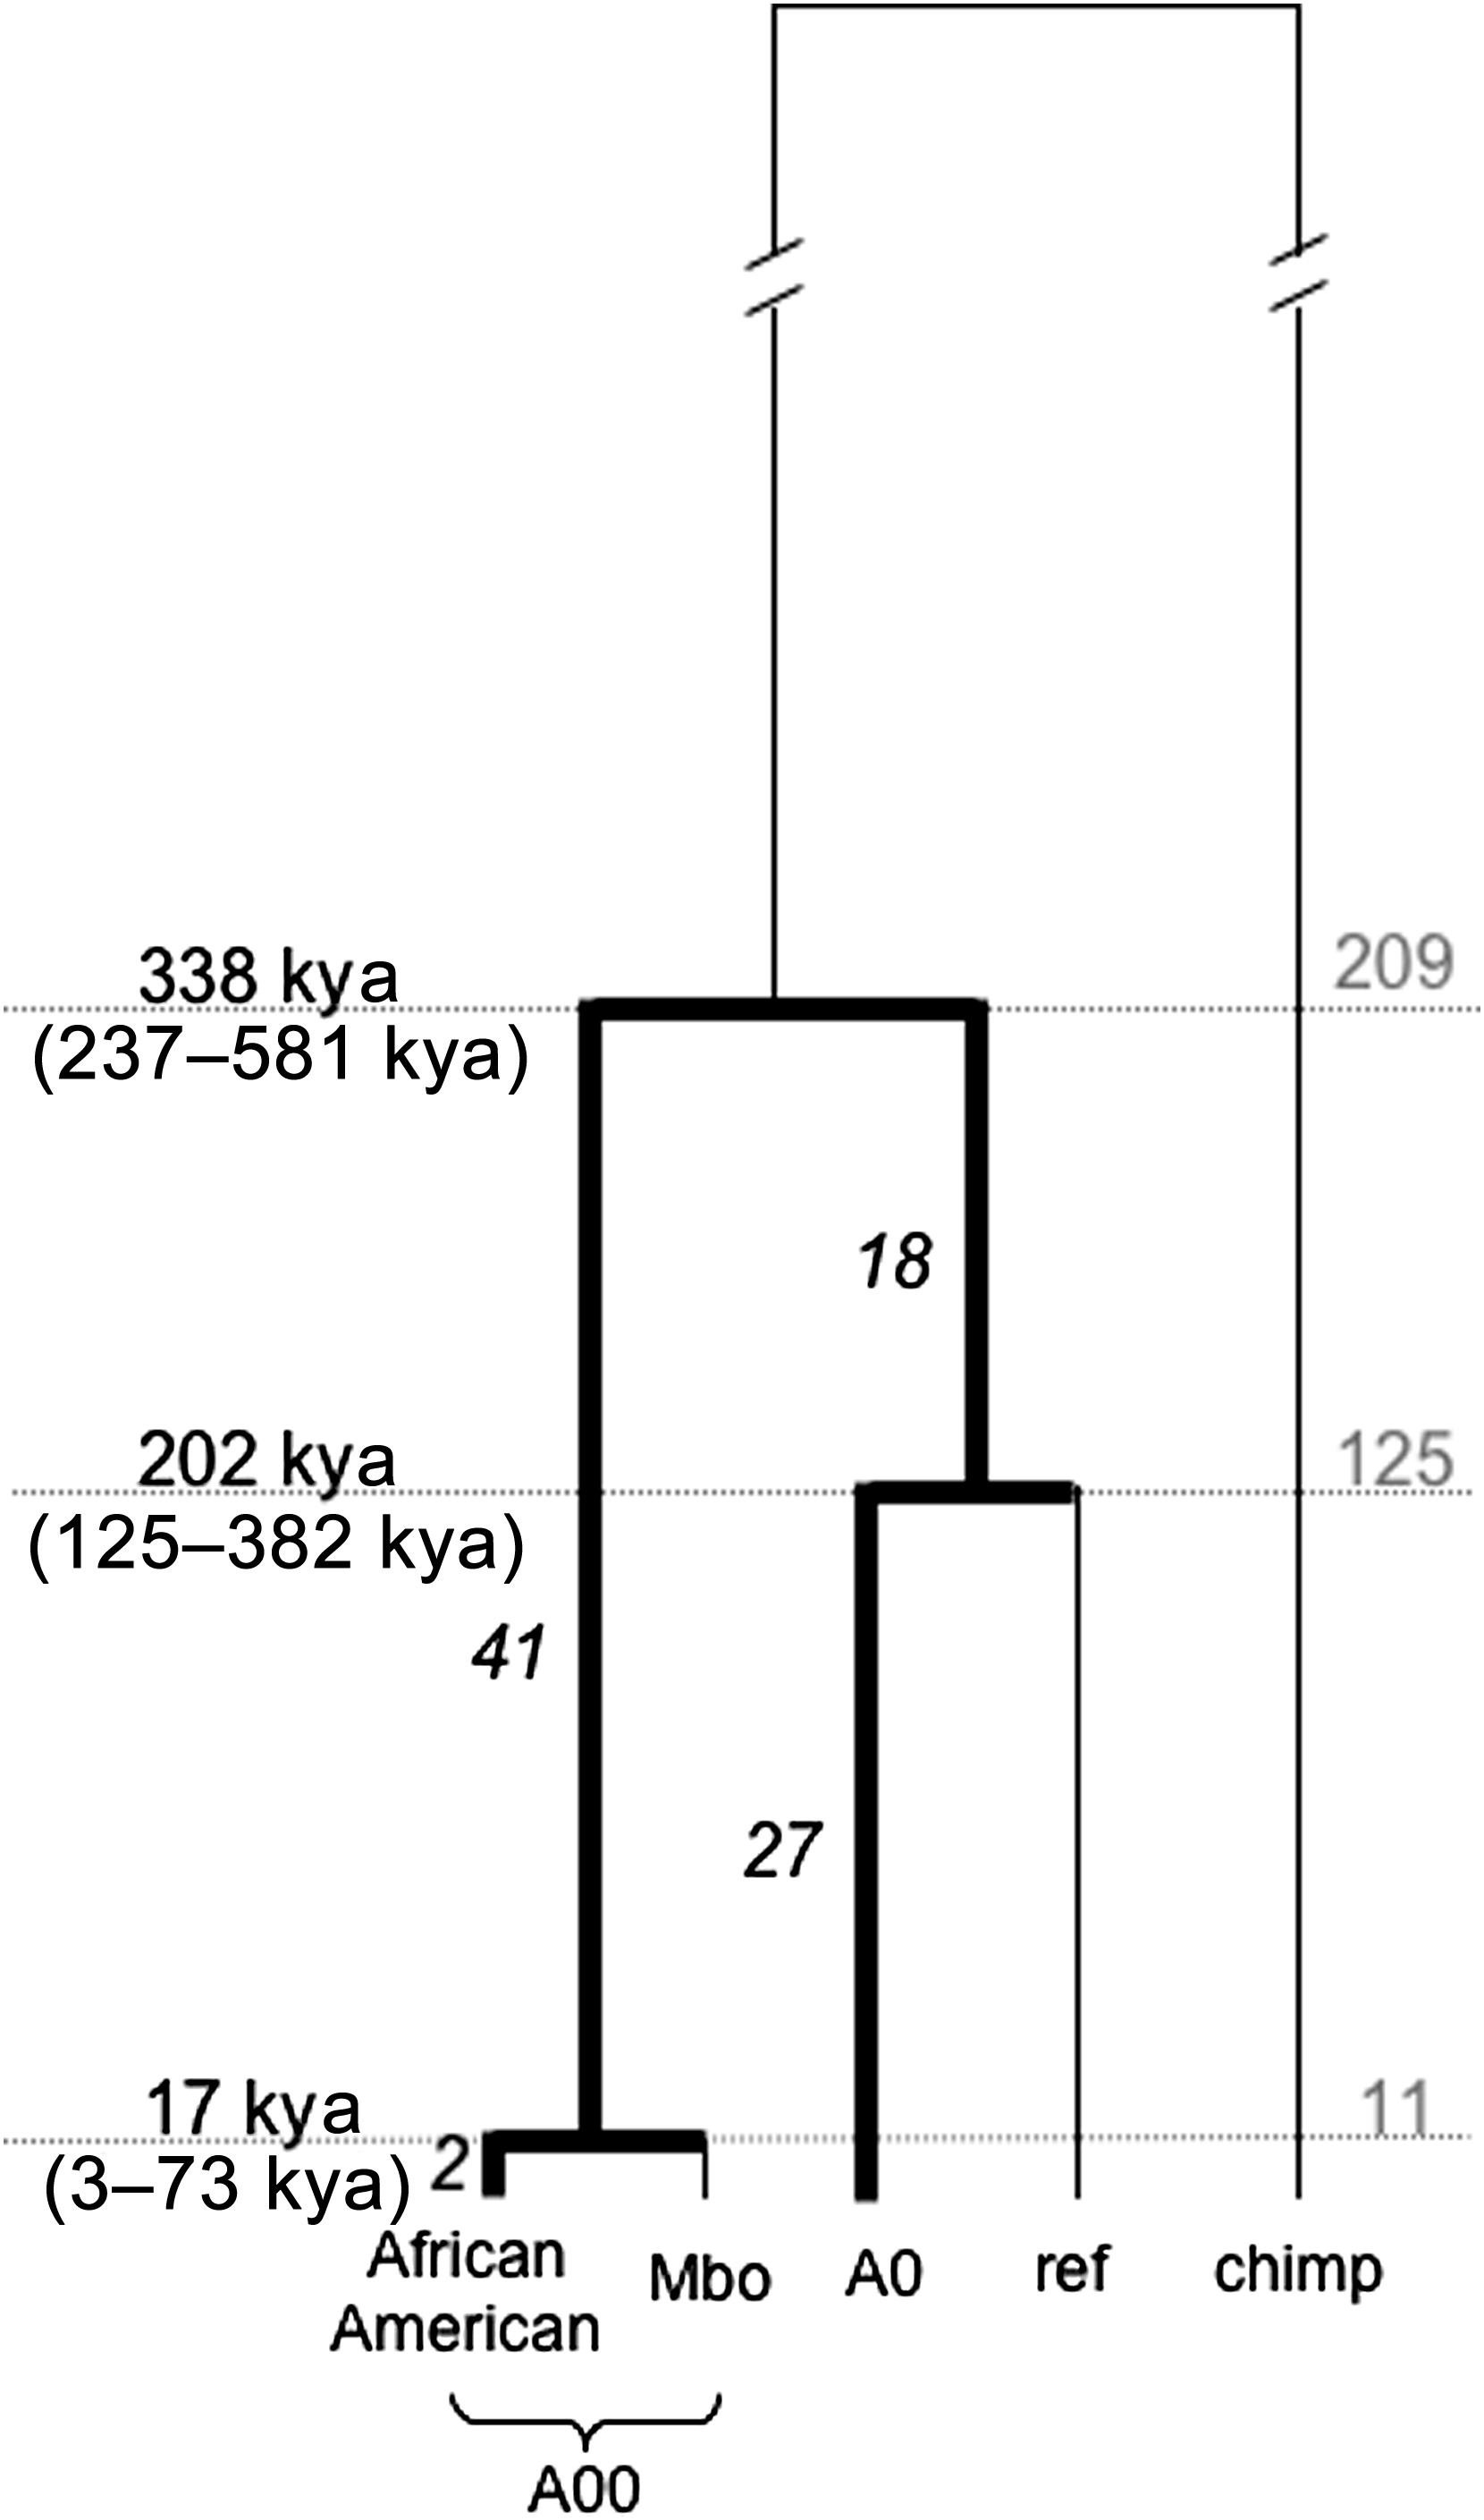 338 kya
209
(237–581 kya)
18
202 kya
125
(125–382 kya)
41
27
17 kya
11
2
(3–73 kya)
African
American
Mbo
A0
ref
chimp
A00